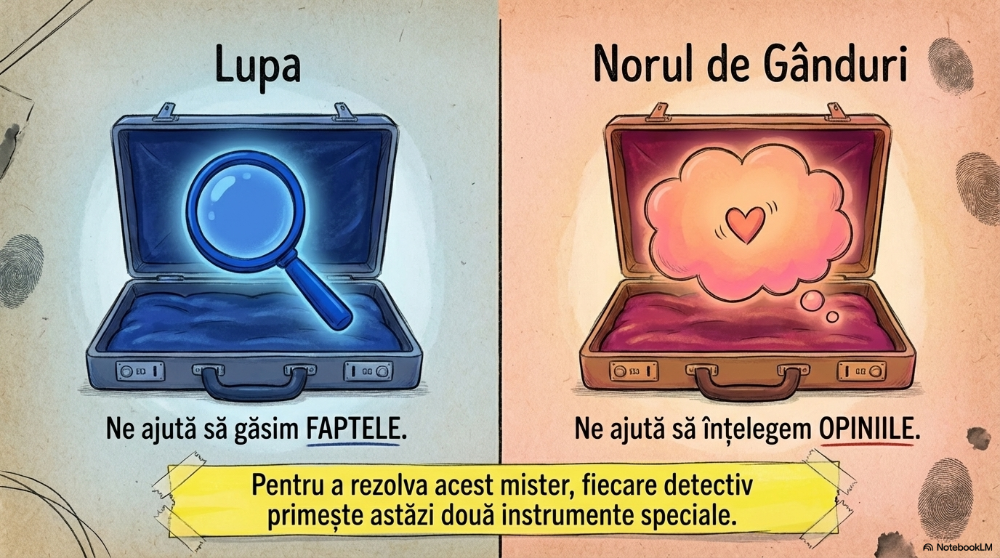 Lupa
Norul de Gânduri
Ne ajută să găsim FAPTELE.
Ne ajută să înțelegem OPINIILE.
Pentru a rezolva acest mister, fiecare detectiv
primește astăzi două instrumente speciale.
NotebookLM